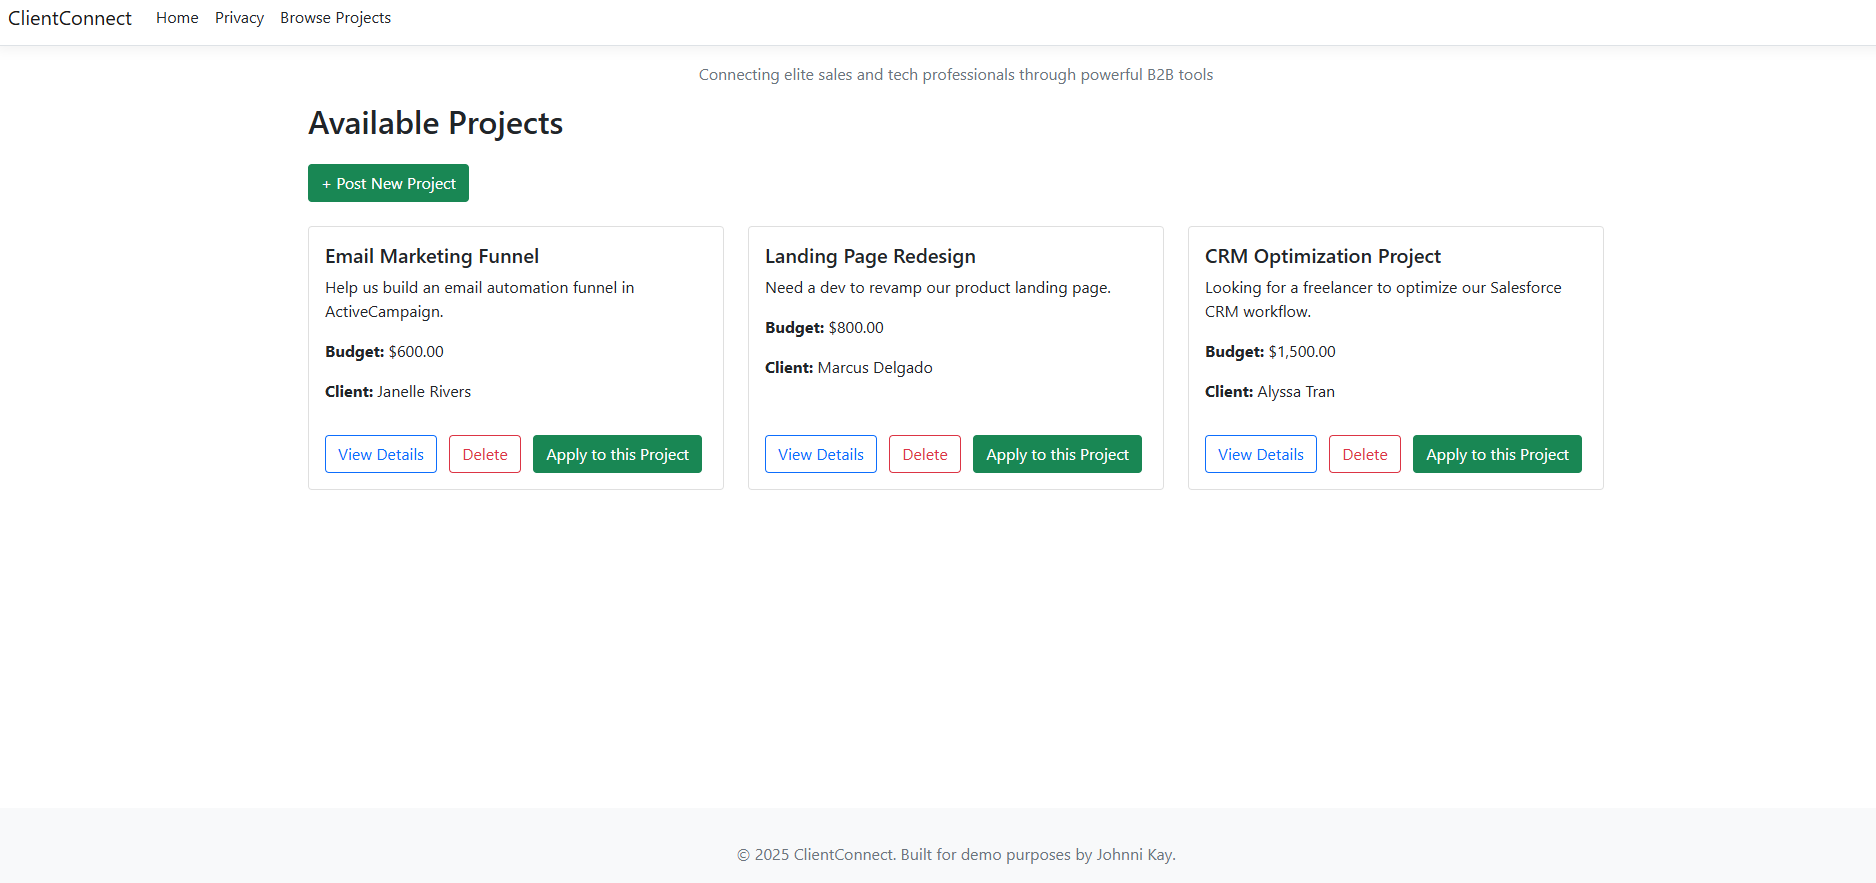 ClientConnect Home Privacy Browse Projects
Connecting elite sales and tech professionals through powerful B2B tools
Available Projects
+ Post New Project
Email Marketing Funnel
Help us build an email automation funnel in
ActiveCampaign.
Budget: $600.00
Client: Janelle Rivers
View Details Delete Apply to this Project
Landing Page Redesign
Need a dev to revamp our product landing page.
Budget: $800.00
Client: Marcus Delgado
View Details Delete Apply to this Project
CRM Optimization Project
Looking for a freelancer to optimize our Salesforce
CRM workflow.
Budget: $1,500.00
Client: Alyssa Tran
View Details Delete Apply to this Project
© 2025 ClientConnect. Built for demo purposes by Johnni Kay.